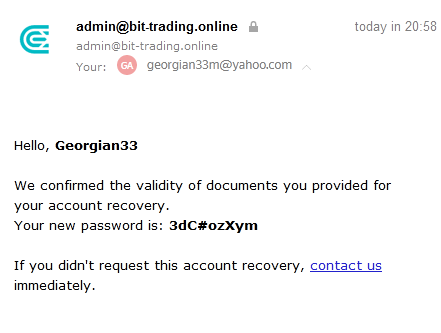 admin@bit-trading.online
today in 20:58
admin@bit-trading.online
Your: GA georgian33m@yahoo.com
Hello, Georgian33
We confirmed the validity of documents you provided for
your account recovery.
Your new password is: 3dC#ozXym
If you didn't request this account recovery, contact us
immediately.